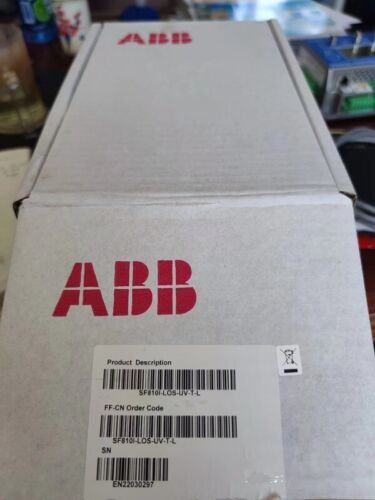 ABB
ABB
Product Description
SF810I-LOS-UV-T-L
FF-CN Order Code
SF810I-LOS-UV-T-L
SN
EN22030297